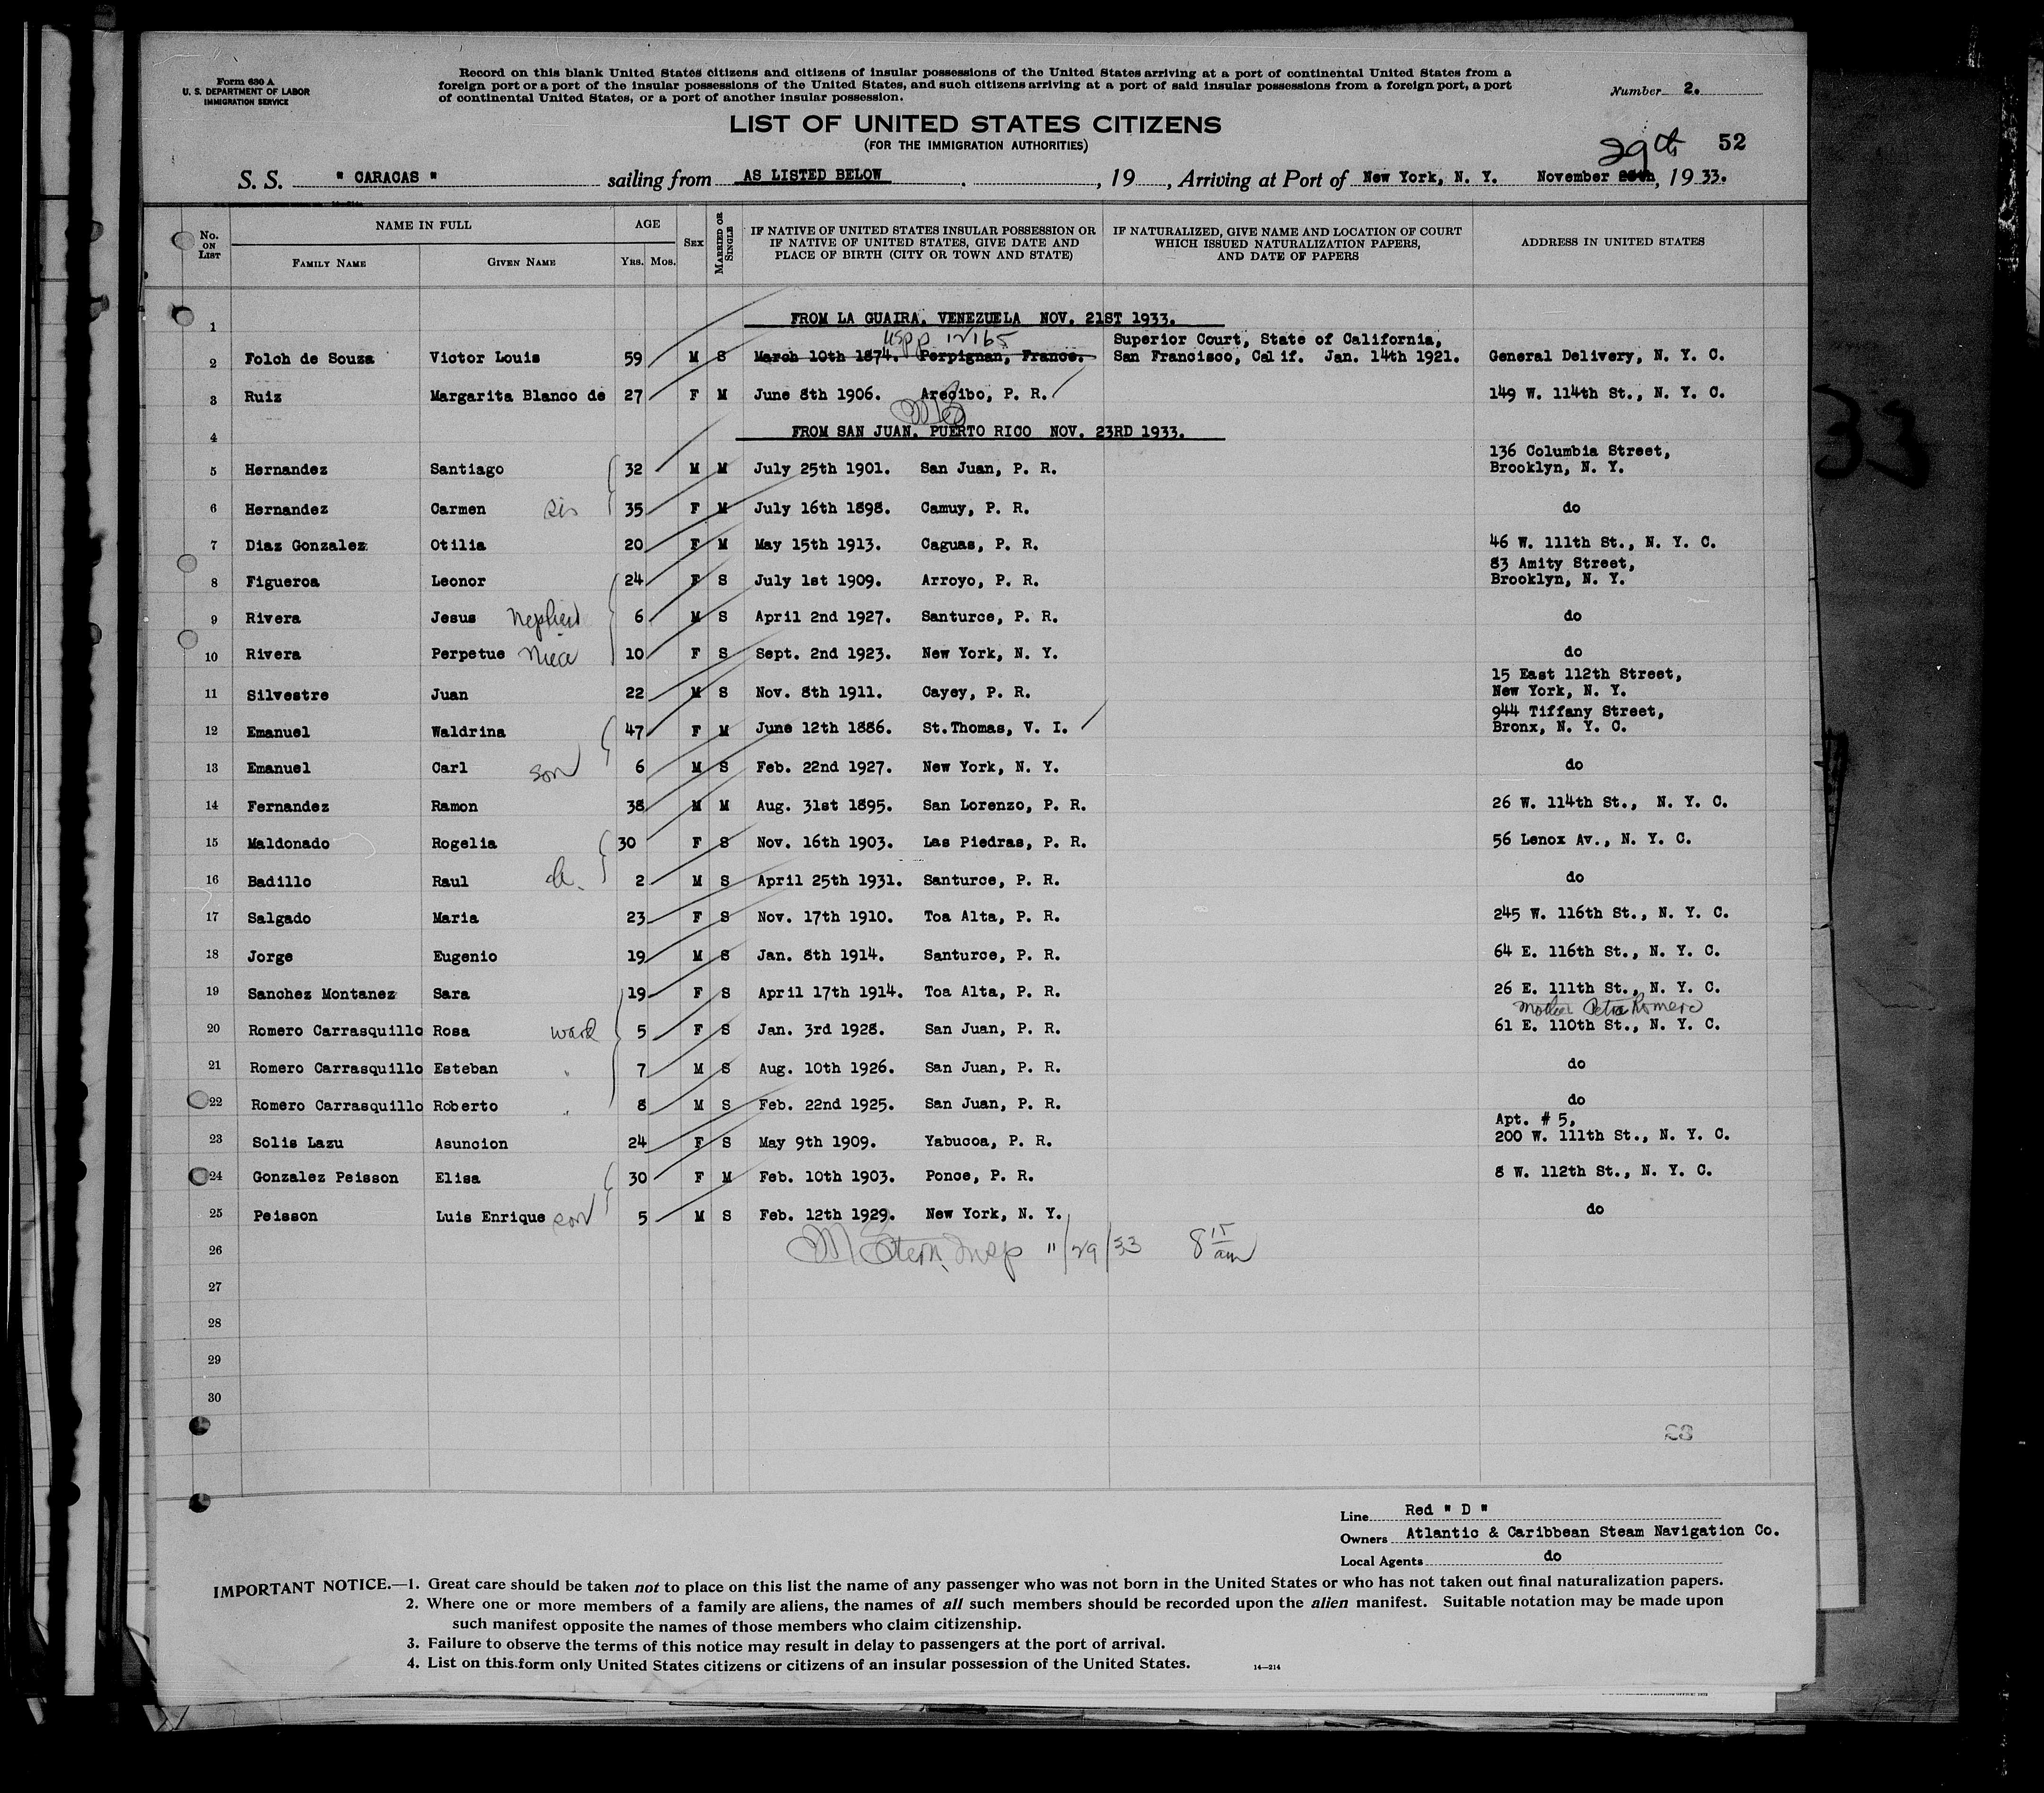 Form 630 A
U. S. DEPARTMENT OF LABOR
IMMIGRATION SERVICE
Record on this blank United States citizens and citizens of insular possessions of the United States arriving at a port of continental United States from a
foreign port or a port of the insular possessions of the United States, and such citizens arriving at a port of said insular possessions from a foreign port, a port
of continental United States, or a port of another insular possession.
Number 2.
LIST OF UNITED STATES CITIZENS
(FOR THE IMMIGRATION AUTHORITIES)
29th 52
S. S. " CARACAS " sailing from AS LISTED BELOW , 19 , Arriving at Port of New York, N. Y. November 28th, 1933.
No. ON LIST
NAME IN FULL
FAMILY NAME GIVEN NAME
AGE
YRS. MOS.
SEX
MARRIED OR SINGLE
IF NATIVE OF UNITED STATES INSULAR POSSESSION OR
IF NATIVE OF UNITED STATES, GIVE DATE AND
PLACE OF BIRTH (CITY OR TOWN AND STATE)
IF NATURALIZED, GIVE NAME AND LOCATION OF COURT
WHICH ISSUED NATURALIZATION PAPERS,
AND DATE OF PAPERS
ADDRESS IN UNITED STATES
1 FROM LA GUAIRA, VENEZUELA NOV. 21ST 1933.
USPP 12165 Superior Court, State of California,
2 Folch de Souza Victor Louis 59 M S March 10th 1874. Perpignan, France. San Francisco, Calif. Jan. 14th 1921. General Delivery, N. Y. C.
3 Ruiz Margarita Blanco de 27 F M June 8th 1906. Arecibo, P. R. 149 W. 114th St., N. Y. C.
4 FROM SAN JUAN, PUERTO RICO NOV. 23RD 1933.
136 Columbia Street,
5 Hernandez Santiago 32 M M July 25th 1901. San Juan, P. R. Brooklyn, N. Y.
6 Hernandez Carmen sis 35 F M July 16th 1898. Camuy, P. R. do
7 Diaz Gonzalez Otilia 20 F M May 15th 1913. Caguas, P. R. 46 W. 111th St., N. Y. C.
83 Amity Street,
8 Figueroa Leonor 24 F S July 1st 1909. Arroyo, P. R. Brooklyn, N. Y.
9 Rivera Jesus Nephew 6 M S April 2nd 1927. Santurce, P. R. do
10 Rivera Perpetue Niece 10 F S Sept. 2nd 1923. New York, N. Y. do
15 East 112th Street,
11 Silvestre Juan 22 M S Nov. 8th 1911. Cayey, P. R. New York, N. Y.
944 Tiffany Street,
12 Emanuel Waldrina 47 F M June 12th 1886. St.Thomas, V. I. Bronx, N. Y. C.
13 Emanuel Carl son 6 M S Feb. 22nd 1927. New York, N. Y. do
14 Fernandez Ramon 38 M M Aug. 31st 1895. San Lorenzo, P. R. 26 W. 114th St., N. Y. C.
15 Maldonado Rogelia 30 F S Nov. 16th 1903. Las Piedras, P. R. 56 Lenox Av., N. Y. C.
16 Badillo Raul 2 M S April 25th 1931. Santurce, P. R. do
17 Salgado Maria 23 F S Nov. 17th 1910. Toa Alta, P. R. 245 W. 116th St., N. Y. C.
18 Jorge Eugenio 19 M S Jan. 8th 1914. Santurce, P. R. 64 E. 116th St., N. Y. C.
19 Sanchez Montanez Sara 19 F S April 17th 1914. Toa Alta, P. R. 26 E. 111th St., N. Y. C.
mother Petra Romero
20 Romero Carrasquillo Rosa ward 5 F S Jan. 3rd 1928. San Juan, P. R. 61 E. 110th St., N. Y. C.
21 Romero Carrasquillo Esteban " 7 M S Aug. 10th 1926. San Juan, P. R. do
22 Romero Carrasquillo Roberto " 8 M S Feb. 22nd 1925. San Juan, P. R. do
Apt. # 5,
23 Solis Lazu Asuncion 24 F S May 9th 1909. Yabucoa, P. R. 200 W. 111th St., N. Y. C.
24 Gonzalez Peisson Elisa 30 F M Feb. 10th 1903. Ponce, P. R. 8 W. 112th St., N. Y. C.
25 Peisson Luis Enrique son 5 M S Feb. 12th 1929. New York, N. Y. do
26 M Stern, Insp 11/29/33 8 15 am
27
28
29
30
28
Line Red " D "
Owners Atlantic & Caribbean Steam Navigation Co.
Local Agents do
IMPORTANT NOTICE.—1. Great care should be taken not to place on this list the name of any passenger who was not born in the United States or who has not taken out final naturalization papers.
2. Where one or more members of a family are aliens, the names of all such members should be recorded upon the alien manifest. Suitable notation may be made upon
such manifest opposite the names of those members who claim citizenship.
3. Failure to observe the terms of this notice may result in delay to passengers at the port of arrival.
4. List on this form only United States citizens or citizens of an insular possession of the United States.
14—214
33